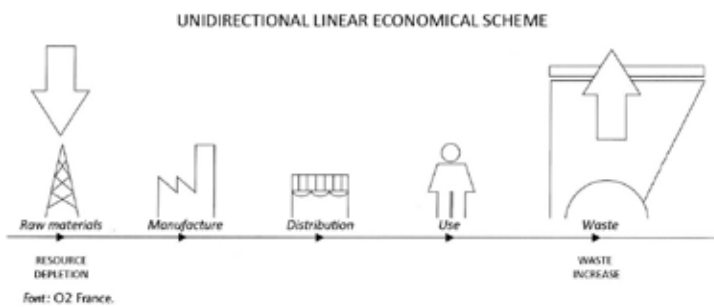 UNIDIRECTIONAL LINEAR ECONOMICAL SCHEME
Raw materials Manufacture Distribution Use Waste
RESOURCE WASTE
DEPLETION INCREASE
Font: O2 France.